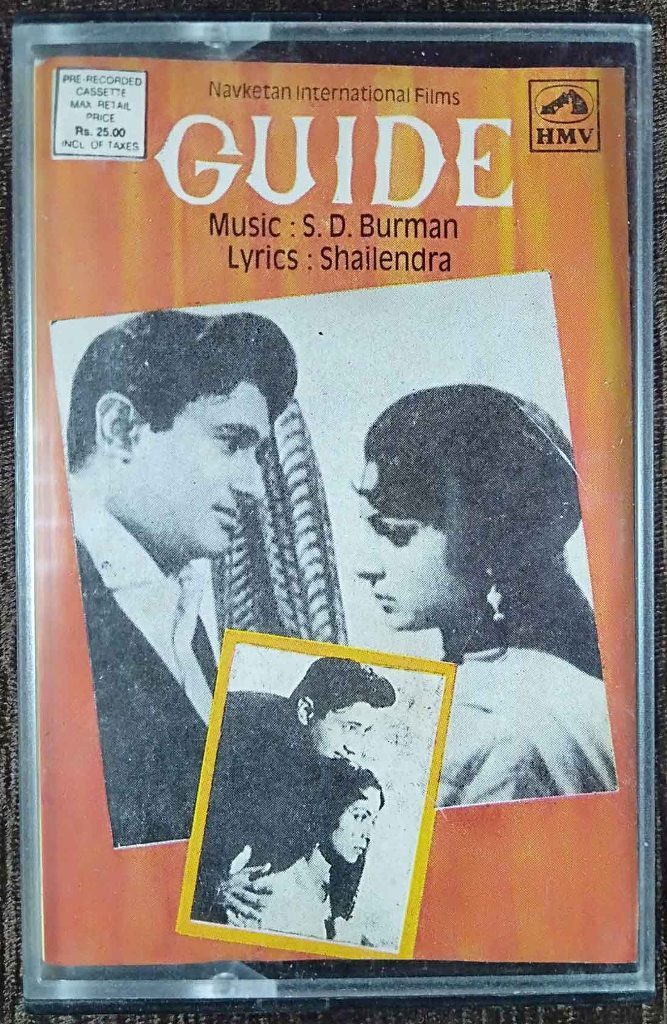 PRE-RECORDED
CASSETTE
MAX RETAIL
PRICE
Rs. 25.00
INCL. OF TAXES
Navketan International Films
HMV
GUIDE
Music : S. D. Burman
Lyrics : Shailendra